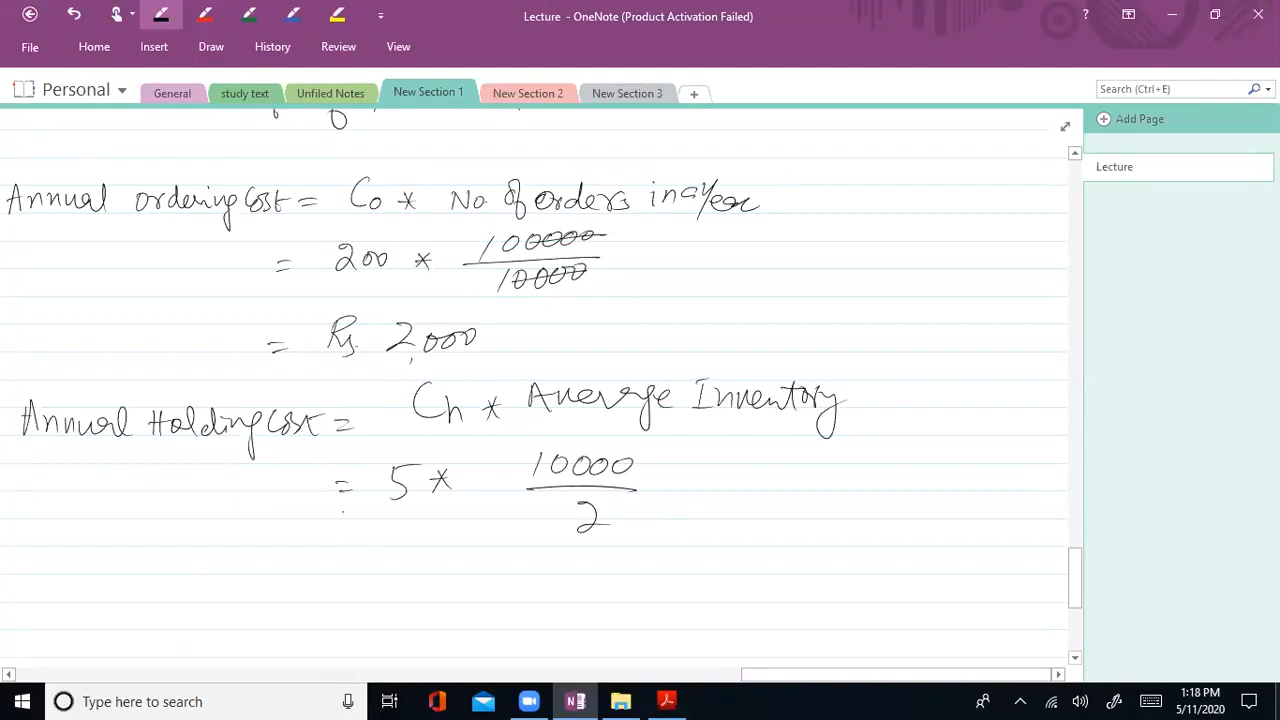 Lecture - OneNote (Product Activation Failed)
File Home Insert Draw History Review View
Personal General study text Unfiled Notes New Section 1 New Section 2 New Section 3
Search (Ctrl+E)
Add Page
Lecture
Annual ordering Cost = Co * No. of orders in a year
= 200 * 100000 / 10000
= Rs. 2,000
Annual Holding Cost = Ch * Average Inventory
= 5 * 10000 / 2
Type here to search
1:18 PM
5/11/2020